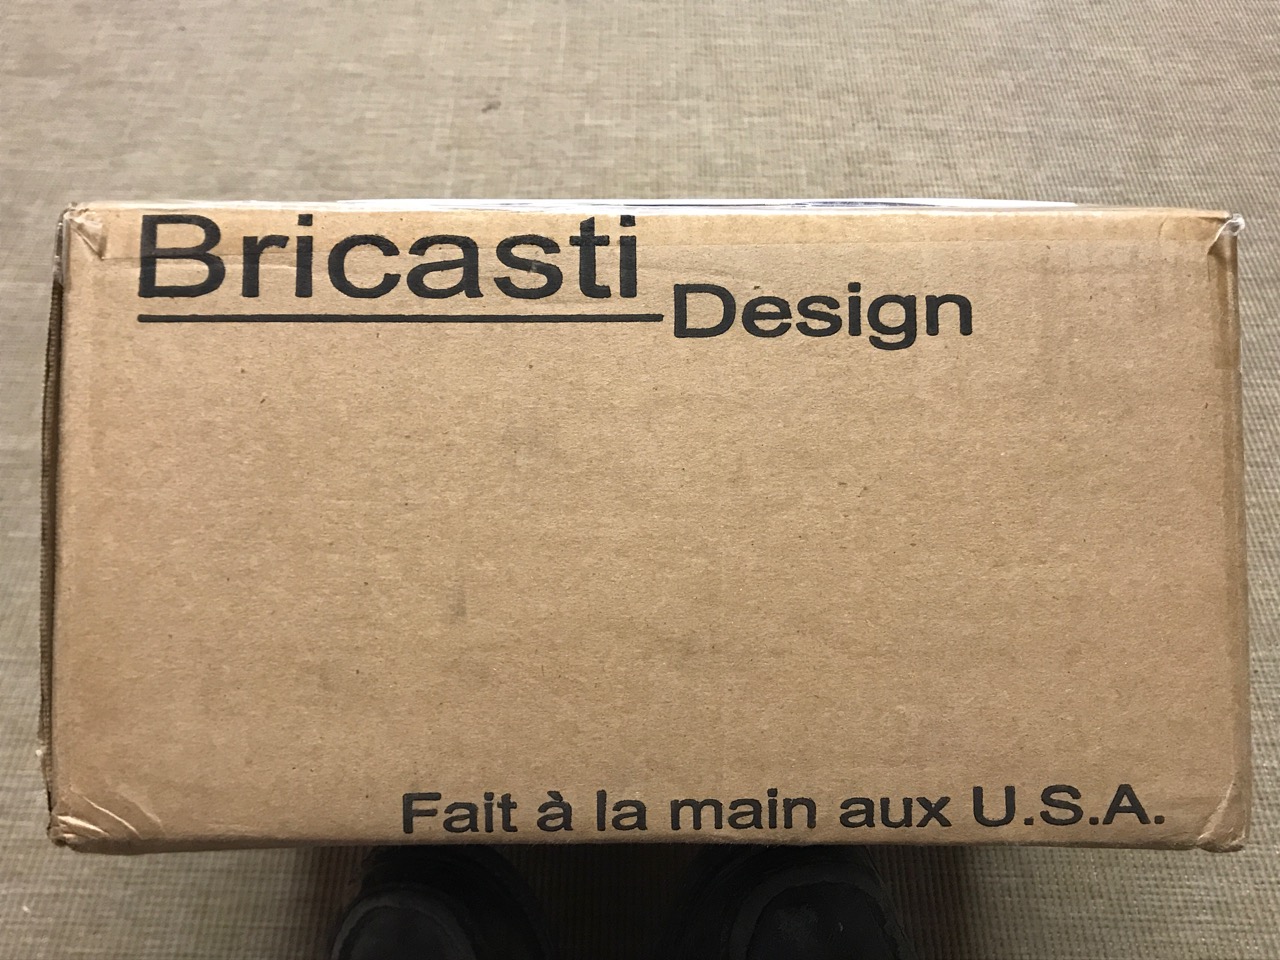 Bricasti
Design
Fait à la main aux U.S.A.